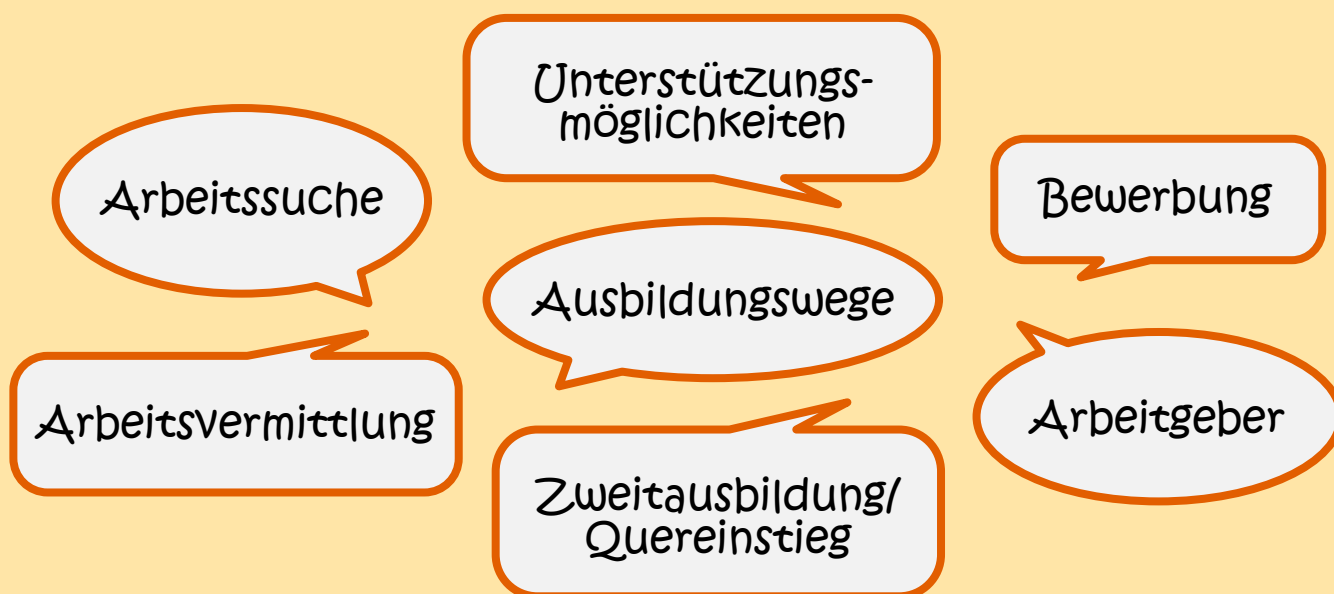 Unterstützungs-
möglichkeiten
Arbeitssuche
Bewerbung
Ausbildungswege
Arbeitsvermittlung
Arbeitgeber
Zweitausbildung/
Quereinstieg